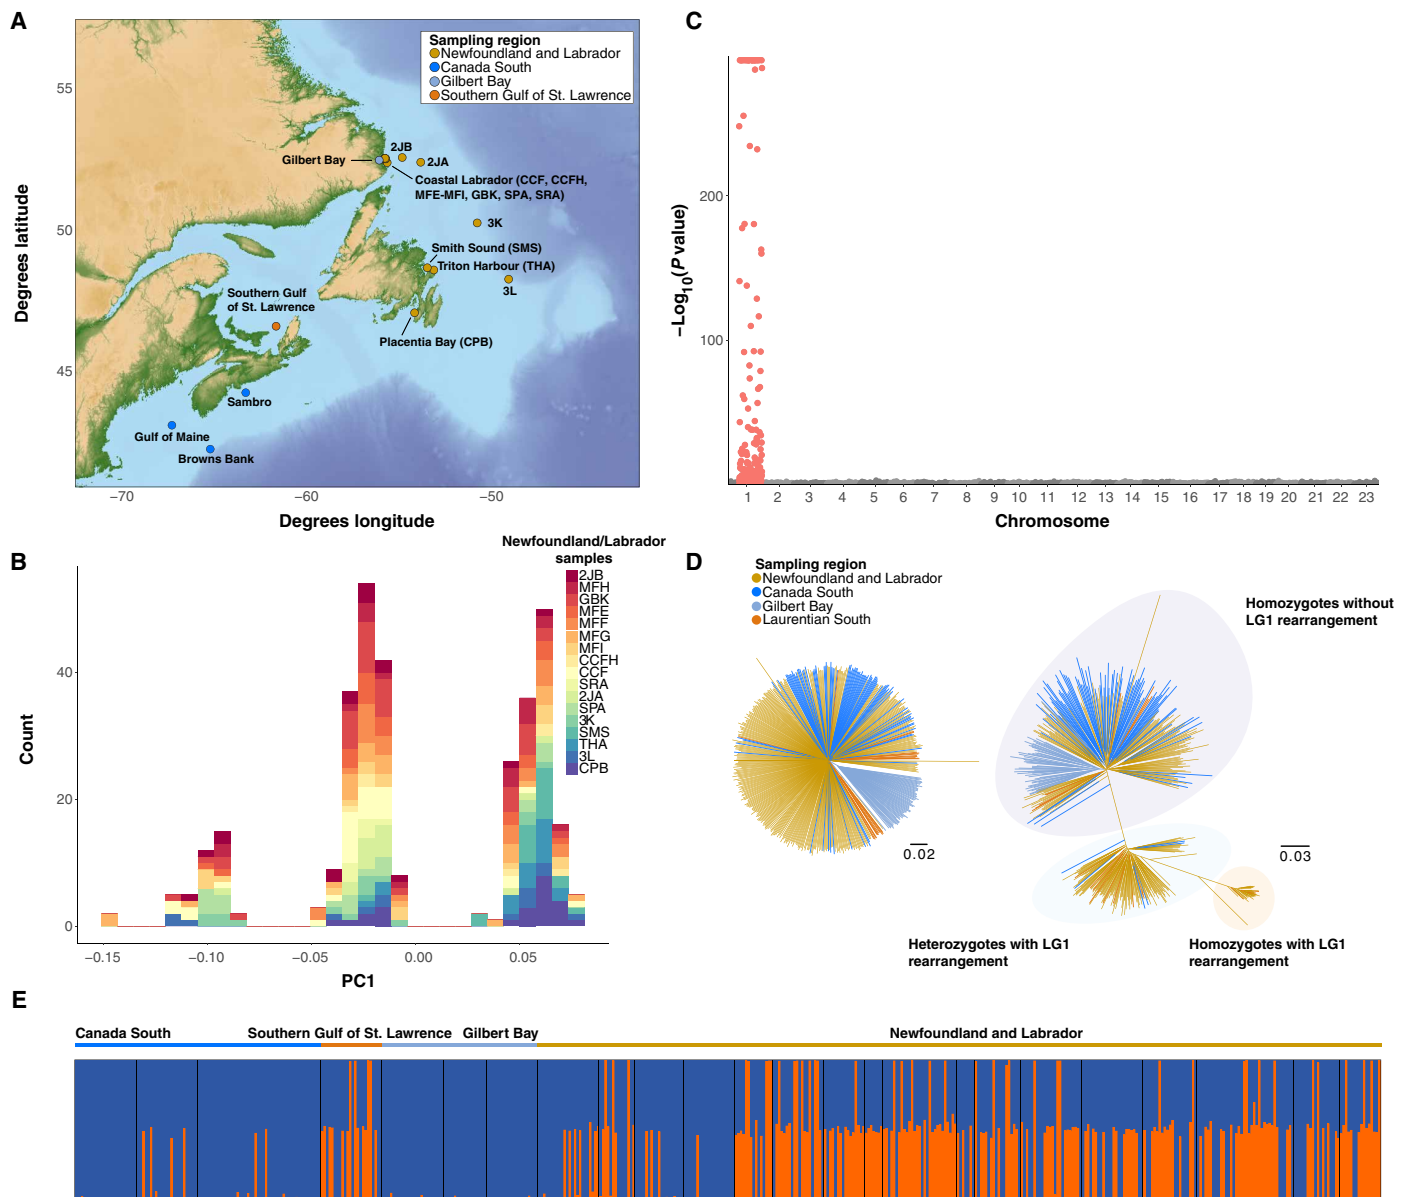 A
Sampling region
Newfoundland and Labrador
Canada South
Gilbert Bay
Southern Gulf of St. Lawrence
55
50
45
Degrees latitude
2JB
2JA
Gilbert Bay
Coastal Labrador (CCF, CCFH,
MFE-MFI, GBK, SPA, SRA)
3K
Smith Sound (SMS)
Triton Harbour (THA)
3L
Southern Gulf
of St. Lawrence
Placentia Bay (CPB)
Sambro
Gulf of Maine
Browns Bank
−70
−60
−50
Degrees longitude
C
200
100
−Log10(P value)
1 2 3 4 5 6 7 8 9 10 11 12 13 14 15 16 17 18 19 20 21 22 23
Chromosome
B
Newfoundland/Labrador
samples
2JB
MFH
GBK
MFE
MFF
MFG
MFI
CCFH
CCF
SRA
2JA
SPA
3K
SMS
THA
3L
CPB
40
20
0
Count
−0.15
−0.10
−0.05
0.00
0.05
PC1
D
Sampling region
Newfoundland and Labrador
Canada South
Gilbert Bay
Laurentian South
Homozygotes without
LG1 rearrangement
0.02
0.03
Heterozygotes with LG1
rearrangement
Homozygotes with LG1
rearrangement
E
Canada South
Southern Gulf of St. Lawrence
Gilbert Bay
Newfoundland and Labrador